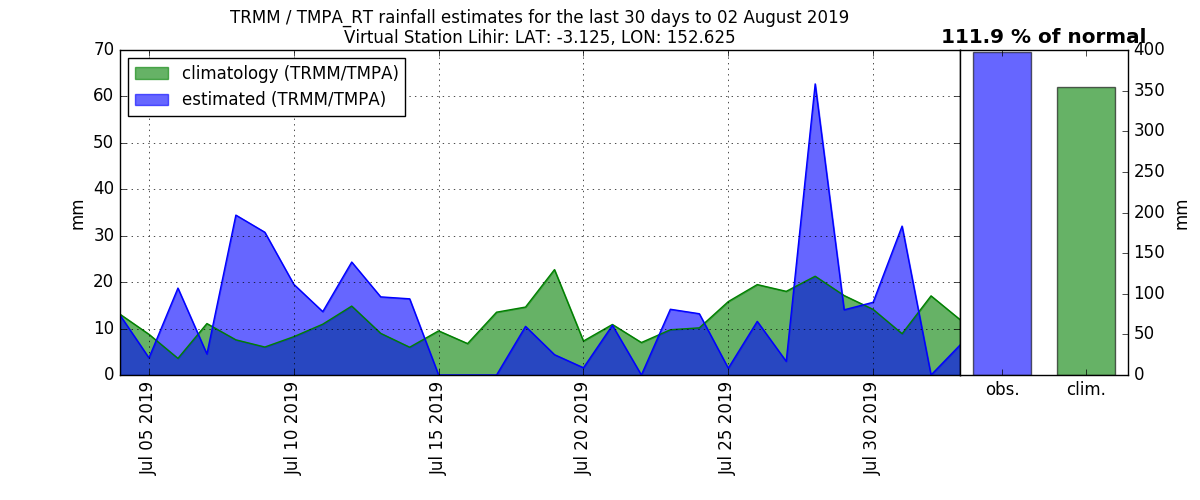 TRMM / TMPA_RT rainfall estimates for the last 30 days to 02 August 2019
Virtual Station Lihir: LAT: -3.125, LON: 152.625
111.9 % of normal
climatology (TRMM/TMPA)
estimated (TRMM/TMPA)
70
60
50
40
30
20
10
0
mm
Jul 05 2019
Jul 10 2019
Jul 15 2019
Jul 20 2019
Jul 25 2019
Jul 30 2019
obs.
clim.
400
350
300
250
200
150
100
50
0
mm